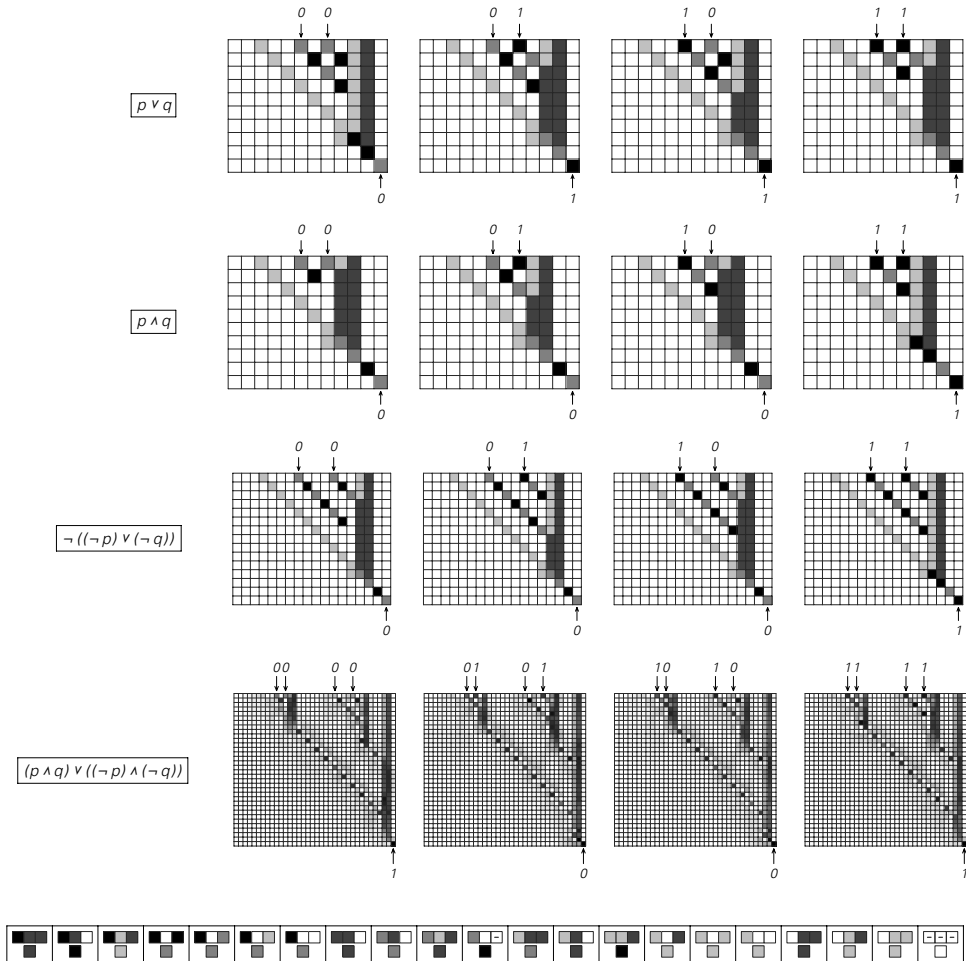 0 0 0 1 1 0 1 1
p ∨ q
0 1 1 1
0 0 0 1 1 0 1 1
p ∧ q
0 0 0 1
0 0 0 1 1 0 1 1
¬ ((¬ p) ∨ (¬ q))
0 0 0 1
00 0 0 01 0 1 10 1 0 11 1 1
(p ∧ q) ∨ ((¬ p) ∧ (¬ q))
1 0 0 1